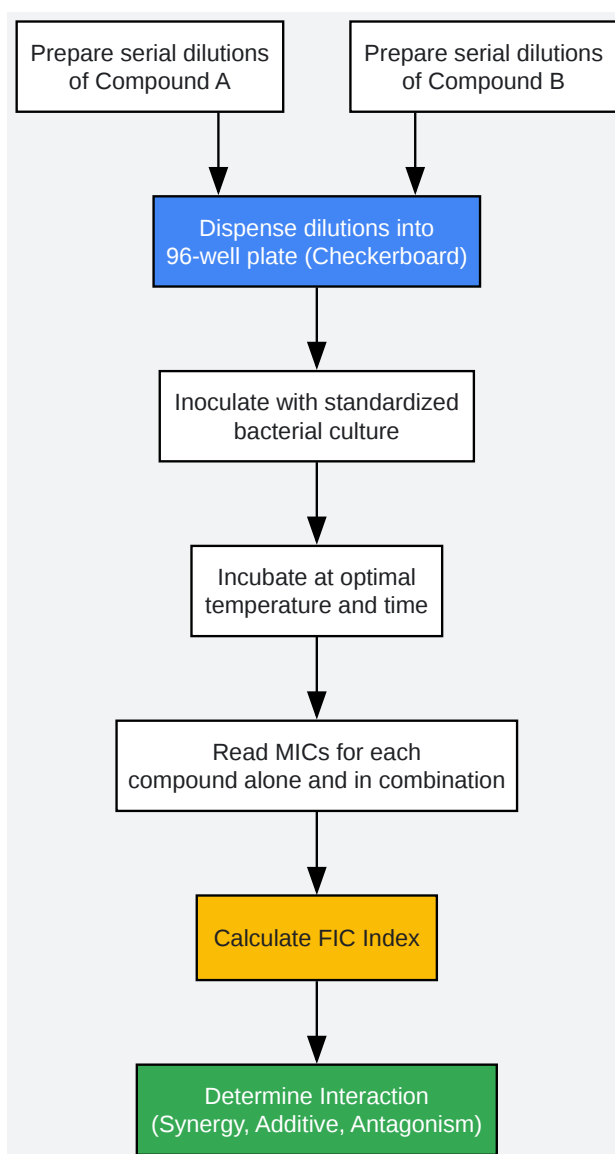 Prepare serial dilutions
of Compound A
Prepare serial dilutions
of Compound B
Dispense dilutions into
96-well plate (Checkerboard)
Inoculate with standardized
bacterial culture
Incubate at optimal
temperature and time
Read MICs for each
compound alone and in combination
Calculate FIC Index
Determine Interaction
(Synergy, Additive, Antagonism)